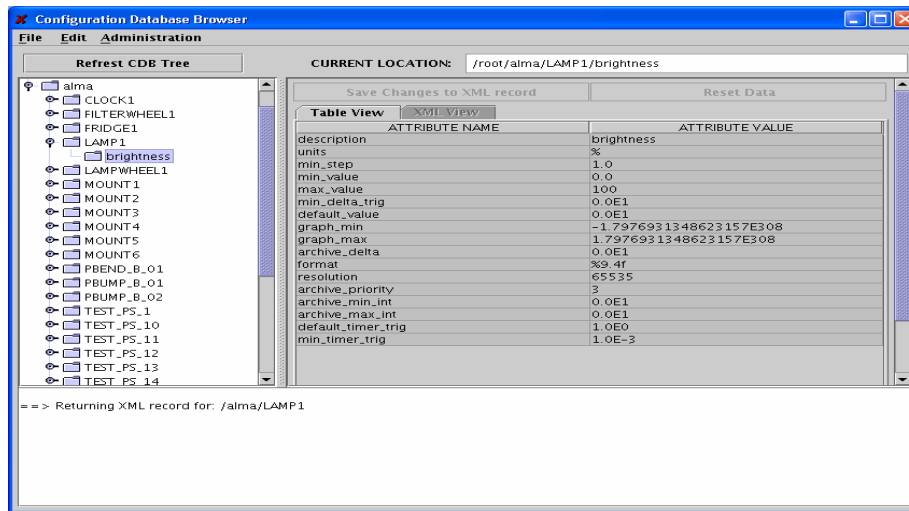 Configuration Database Browser
File Edit Administration
Refrest CDB Tree
CURRENT LOCATION: /root/alma/LAMP1/brightness
alma
CLOCK1
FILTERWHEEL1
FRIDGE1
LAMP1
brightness
LAMPWHEEL1
MOUNT1
MOUNT2
MOUNT3
MOUNT4
MOUNT5
MOUNT6
PBEND_B_01
PBUMP_B_01
PBUMP_B_02
TEST_PS_1
TEST_PS_10
TEST_PS_11
TEST_PS_12
TEST_PS_13
TEST_PS_14
Save Changes to XML record Reset Data
Table View XML View
ATTRIBUTE NAME ATTRIBUTE VALUE
description brightness
units %
min_step 1.0
min_value 0.0
max_value 100
min_delta_trig 0.0E1
default_value 0.0E1
graph_min -1.7976931348623157E308
graph_max 1.7976931348623157E308
archive_delta 0.0E1
format %9.4f
resolution 65535
archive_priority 3
archive_min_int 0.0E1
archive_max_int 0.0E1
default_timer_trig 1.0E0
min_timer_trig 1.0E-3
==> Returning XML record for: /alma/LAMP1